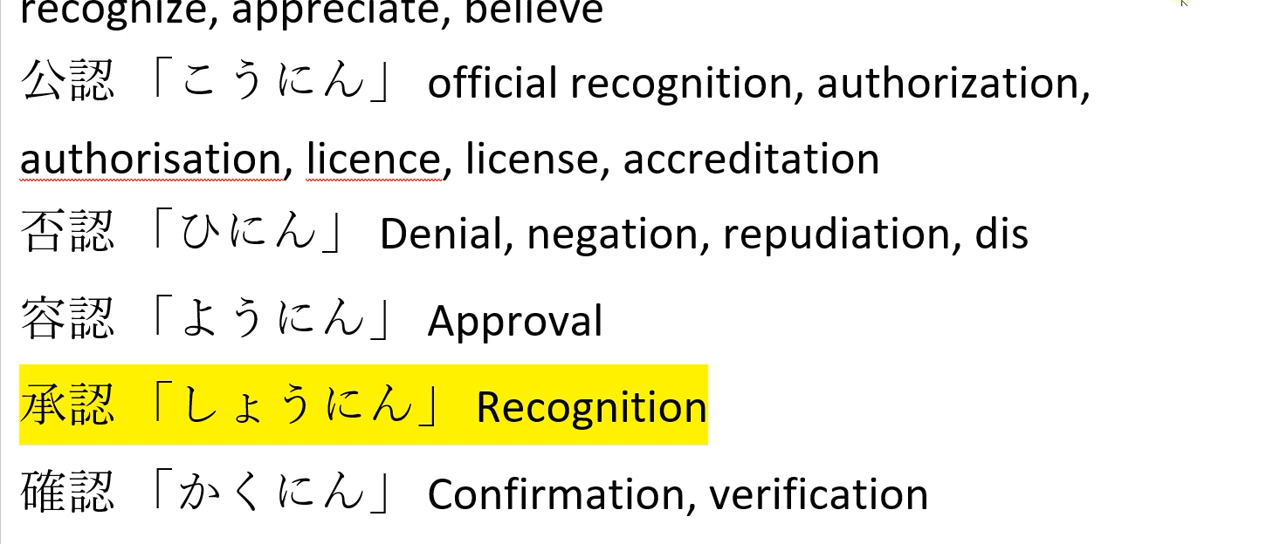 recognize, appreciate, believe
公認 「こうにん」 official recognition, authorization,
authorisation, licence, license, accreditation
否認 「ひにん」 Denial, negation, repudiation, dis
容認 「ようにん」 Approval
承認 「しょうにん」 Recognition
確認 「かくにん」 Confirmation, verification